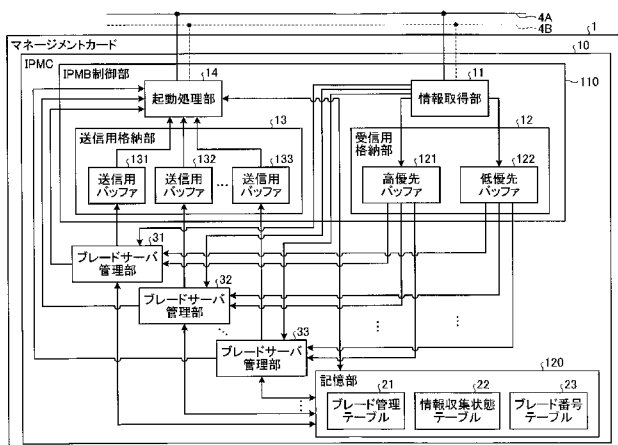 4A
4B
1
マネージメントカード
10
IPMC
IPMB制御部
110
14
起動処理部
11
情報取得部
13
送信用格納部
131
送信用
バッファ
132
送信用
バッファ
…
133
送信用
バッファ
12
受信用
格納部
121
高優先
バッファ
122
低優先
バッファ
31
ブレードサーバ
管理部
32
ブレードサーバ
管理部
33
ブレードサーバ
管理部
120
記憶部
21
ブレード管理
テーブル
22
情報収集状態
テーブル
23
ブレード番号
テーブル